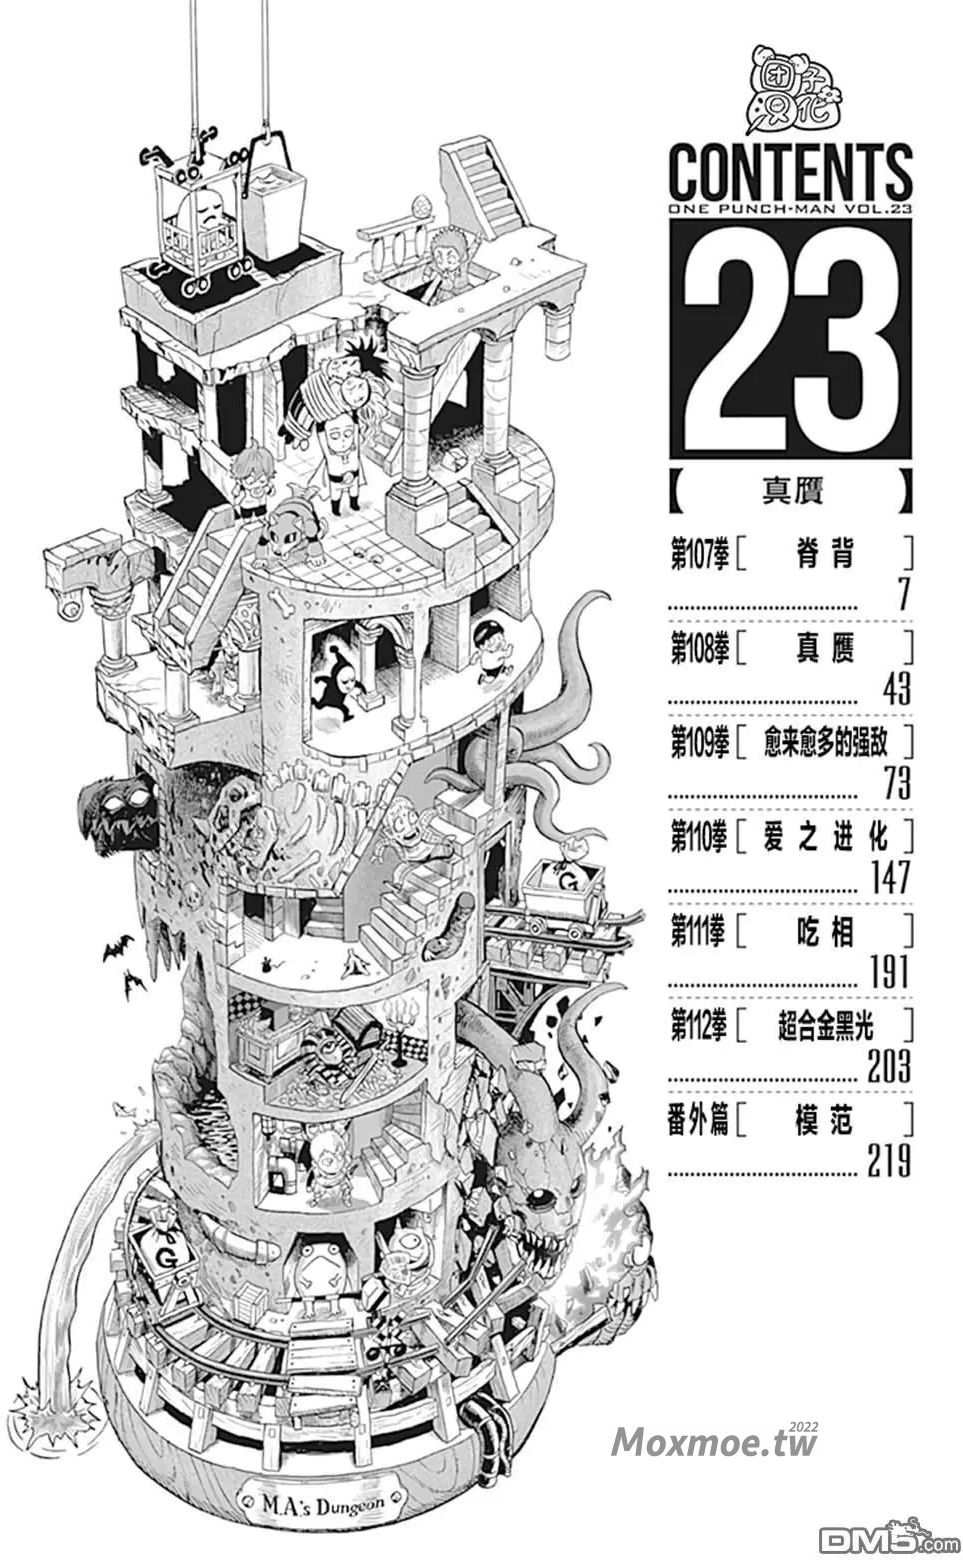 团子
汉化
CONTENTS
ONE PUNCH-MAN VOL.23
23
【 真贋 】
第107拳 [ 脊背 ]
7
第108拳 [ 真赝 ]
43
第109拳 [ 愈来愈多的强敌 ]
73
第110拳 [ 爱之进化 ]
147
第111拳 [ 吃相 ]
191
第112拳 [ 超合金黑光 ]
203
番外篇 [ 模范 ]
219
G
G
M.A's Dungeon
2022
Moxmoe.tw
DM5.com